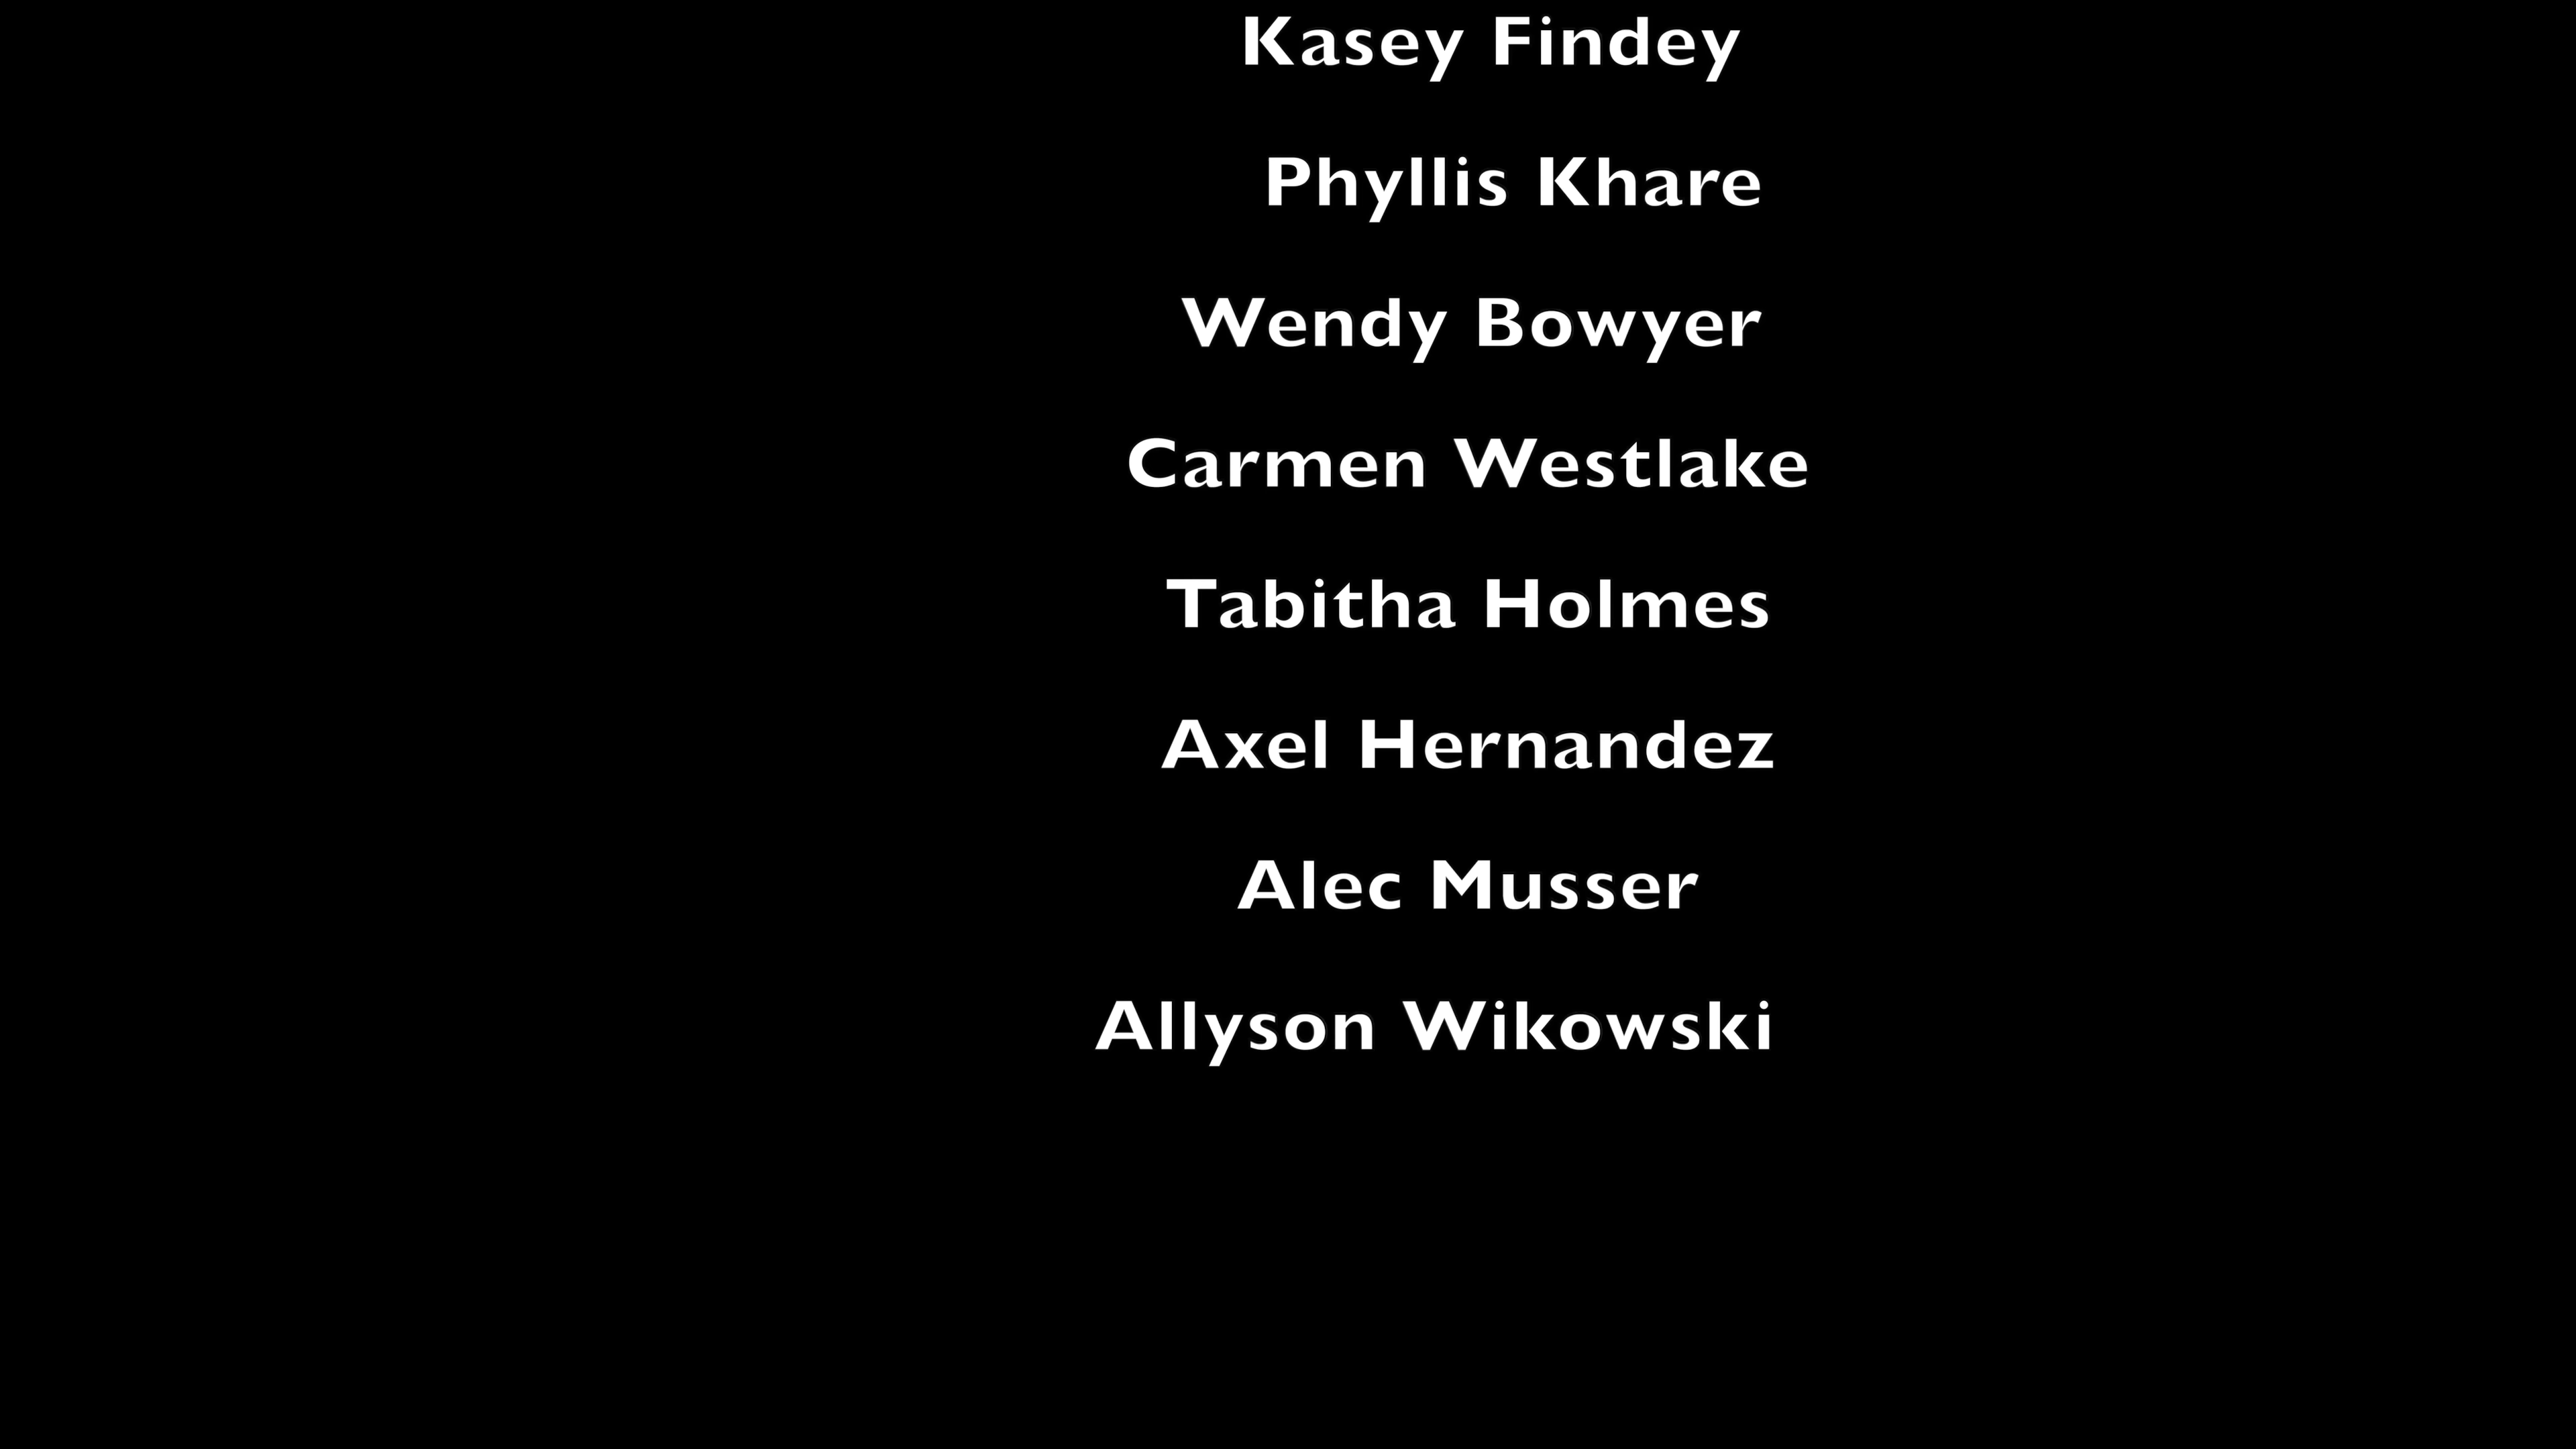 Kasey Findey
Phyllis Khare
Wendy Bowyer
Carmen Westlake
Tabitha Holmes
Axel Hernandez
Alec Musser
Allyson Wikowski